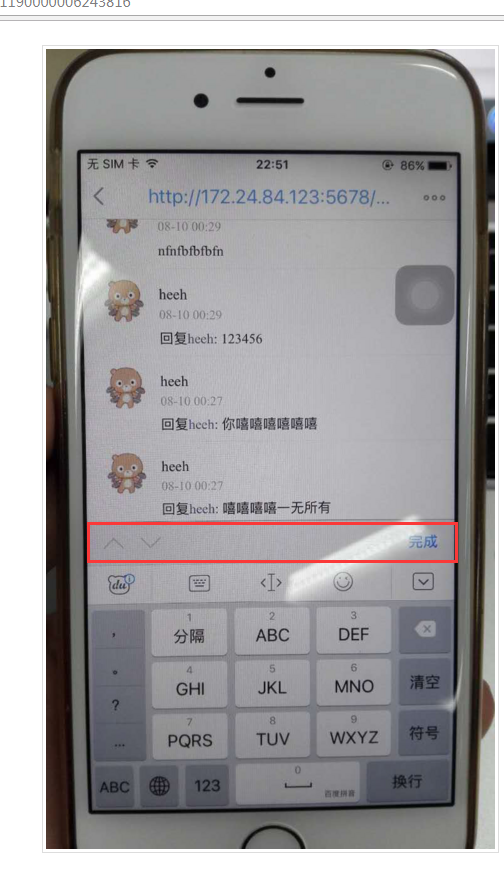 1190000006243816
无 SIM 卡 22:51 86%
http://172.24.84.123:5678/...
08-10 00:29
nfnfbfbfbfn
heeh
08-10 00:29
回复heeh: 123456
heeh
08-10 00:27
回复heeh: 你嘻嘻嘻嘻嘻嘻
heeh
08-10 00:27
回复heeh: 嘻嘻嘻嘻一无所有
完成
du
, 1 分隔 2 ABC 3 DEF
。 4 GHI 5 JKL 6 MNO 清空
?
... 7 PQRS 8 TUV 9 WXYZ 符号
ABC 123 0 百度拼音 换行